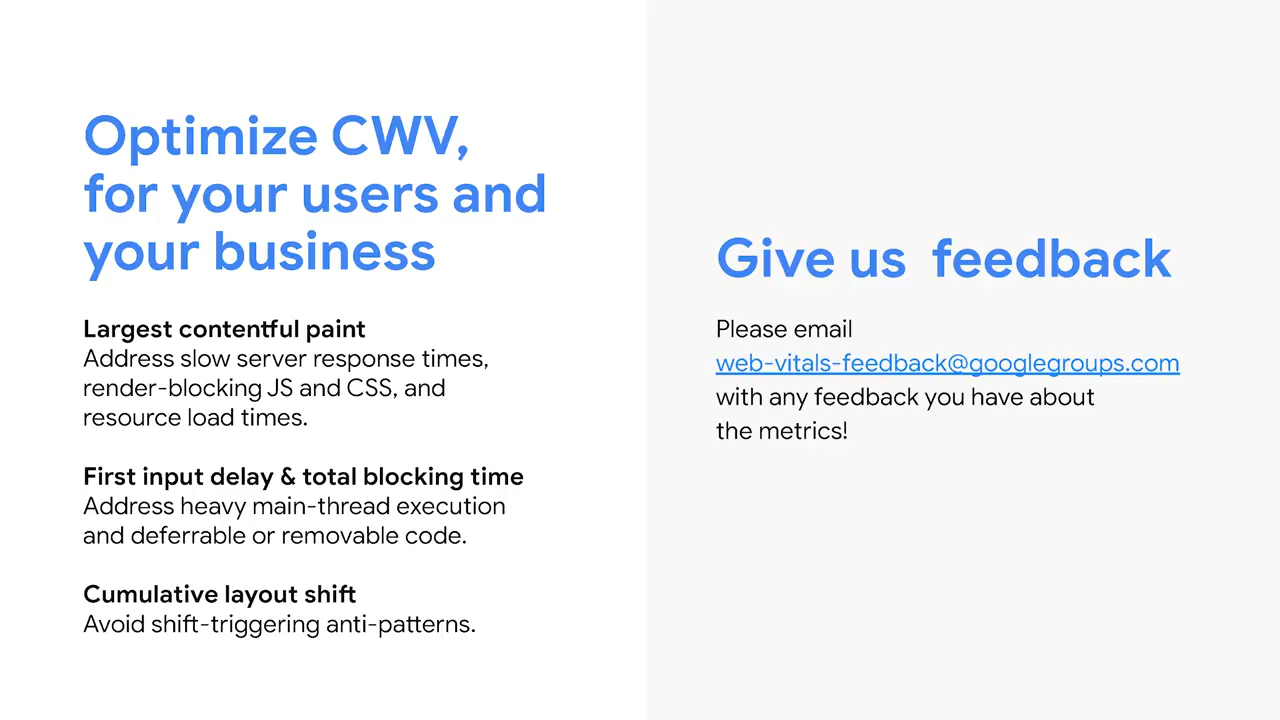 Optimize CWV,
for your users and
your business
Largest contentful paint
Address slow server response times,
render-blocking JS and CSS, and
resource load times.
First input delay & total blocking time
Address heavy main-thread execution
and deferrable or removable code.
Cumulative layout shift
Avoid shift-triggering anti-patterns.
Give us  feedback
Please email
web-vitals-feedback@googlegroups.com
with any feedback you have about
the metrics!